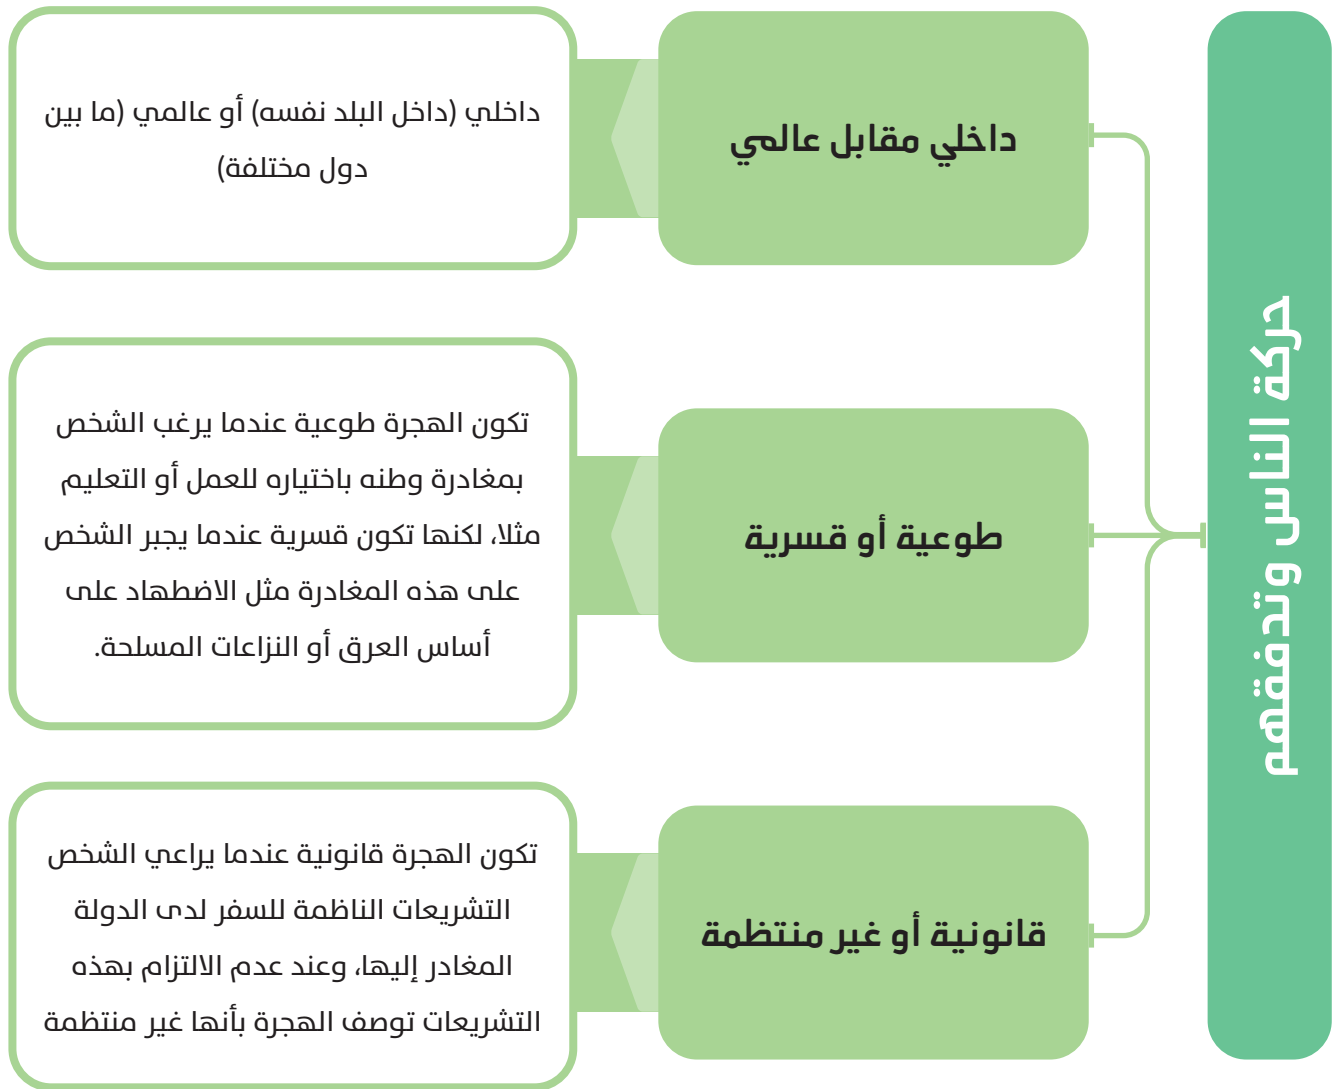 حركة الناس وتدفقهم
داخلي مقابل عالمي
داخلي (داخل البلد نفسه) أو عالمي (ما بين
دول مختلفة)
طوعية أو قسرية
تكون الهجرة طوعية عندما يرغب الشخص
بمغادرة وطنه باختياره للعمل أو التعليم
مثلا، لكنها تكون قسرية عندما يجبر الشخص
على هذه المغادرة مثل الاضطهاد على
أساس العرق أو النزاعات المسلحة.
قانونية أو غير منتظمة
تكون الهجرة قانونية عندما يراعي الشخص
التشريعات الناظمة للسفر لدى الدولة
المغادر إليها، وعند عدم الالتزام بهذه
التشريعات توصف الهجرة بأنها غير منتظمة